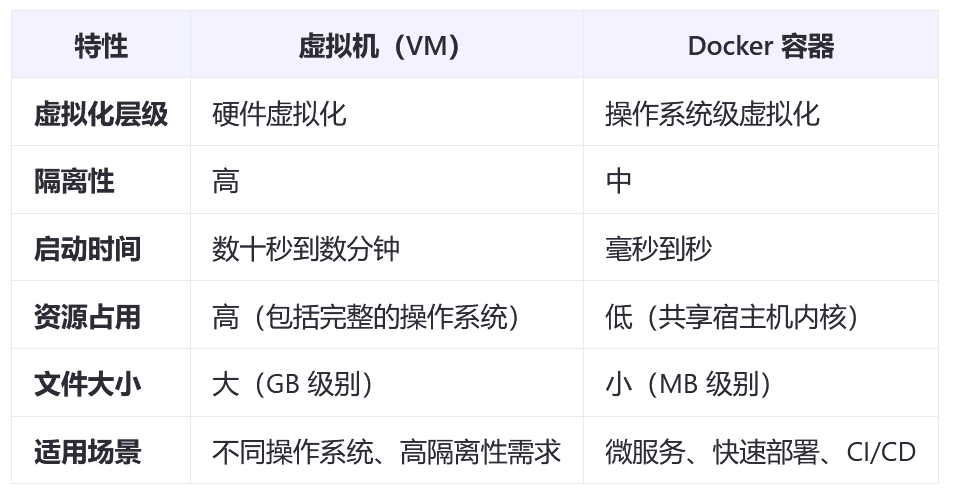 特性 虚拟机（VM） Docker 容器
虚拟化层级 硬件虚拟化 操作系统级虚拟化
隔离性 高 中
启动时间 数十秒到数分钟 毫秒到秒
资源占用 高（包括完整的操作系统） 低（共享宿主机内核）
文件大小 大（GB 级别） 小（MB 级别）
适用场景 不同操作系统、高隔离性需求 微服务、快速部署、CI/CD